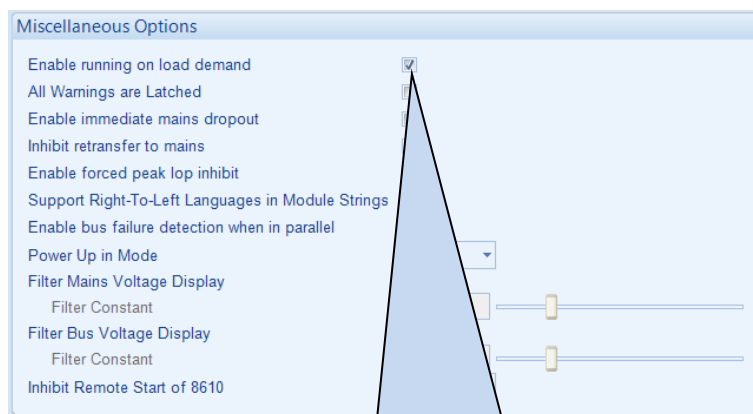 Miscellaneous Options
Enable running on load demand
All Warnings are Latched
Enable immediate mains dropout
Inhibit retransfer to mains
Enable forced peak lop inhibit
Support Right-To-Left Languages in Module Strings
Enable bus failure detection when in parallel
Power Up in Mode
Filter Mains Voltage Display
Filter Constant
Filter Bus Voltage Display
Filter Constant
Inhibit Remote Start of 8610